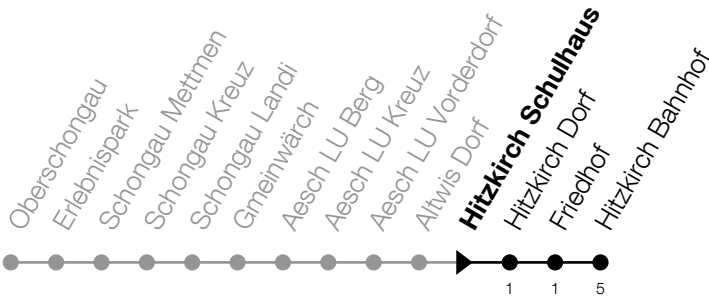 Oberschongau
Erlebnispark
Schongau Mettmen
Schongau Kreuz
Schongau Landi
Gmeinwärch
Aesch LU Berg
Aesch LU Kreuz
Aesch LU Vorderdorf
Altwis Dorf
Hitzkirch Schulhaus
Hitzkirch Dorf
Friedhof
Hitzkirch Bahnhof
1 1 5